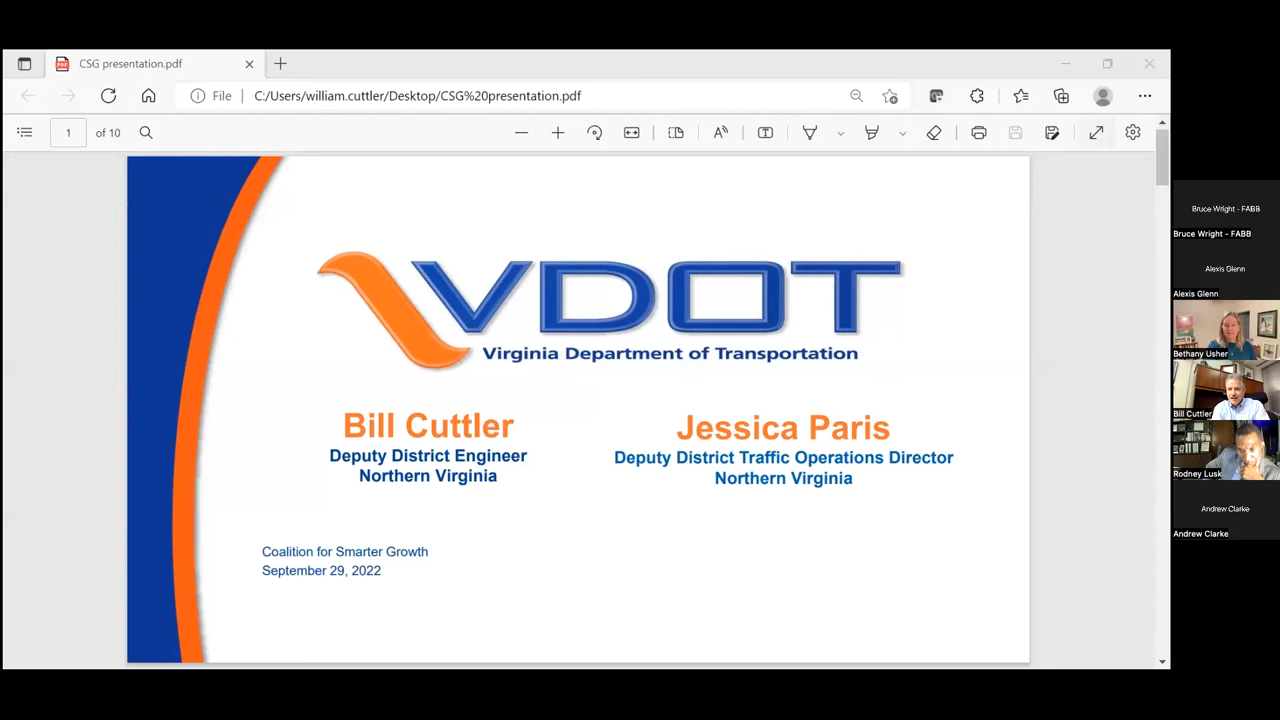 CSG presentation.pdf
File
C:/Users/william.cuttler/Desktop/CSG%20presentation.pdf
1
of 10
VDOT
Virginia Department of Transportation
Bill Cuttler
Deputy District Engineer
Northern Virginia
Jessica Paris
Deputy District Traffic Operations Director
Northern Virginia
Coalition for Smarter Growth
September 29, 2022
Bruce Wright - FABB
Bruce Wright - FABB
Alexis Glenn
Alexis Glenn
Bethany Usher
Bill Cuttler
Rodney Lusk
Andrew Clarke
Andrew Clarke